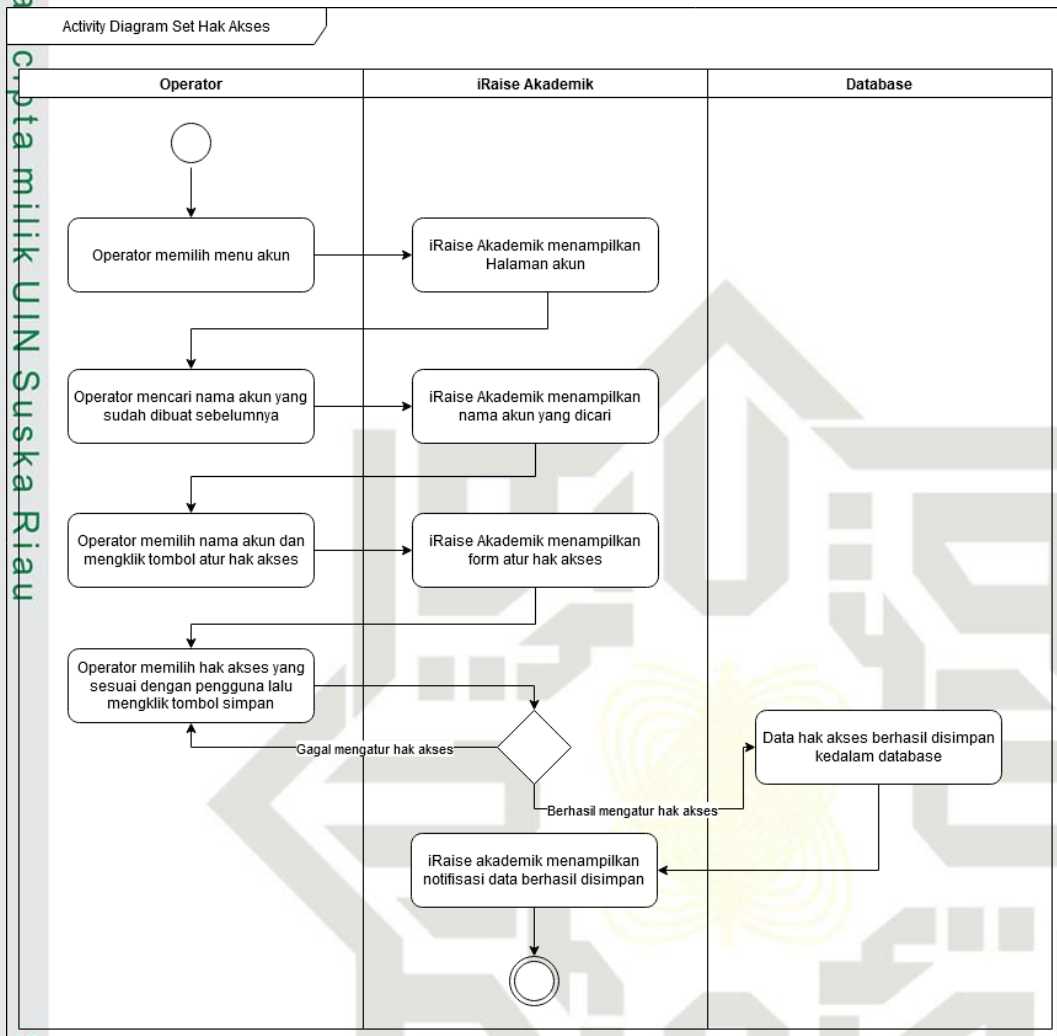 Activity Diagram Set Hak Akses
Operator
iRaise Akademik
Database
Operator memilih menu akun
iRaise Akademik menampilkan
Halaman akun
Operator mencari nama akun yang
sudah dibuat sebelumnya
iRaise Akademik menampilkan
nama akun yang dicari
Operator memilih nama akun dan
mengklik tombol atur hak akses
iRaise Akademik menampilkan
form atur hak akses
Operator memilih hak akses yang
sesuai dengan pengguna lalu
mengklik tombol simpan
Gagal mengatur hak akses
Berhasil mengatur hak akses
Data hak akses berhasil disimpan
kedalam database
iRaise akademik menampilkan
notifisasi data berhasil disimpan
cipta milik UIN Suska Riau